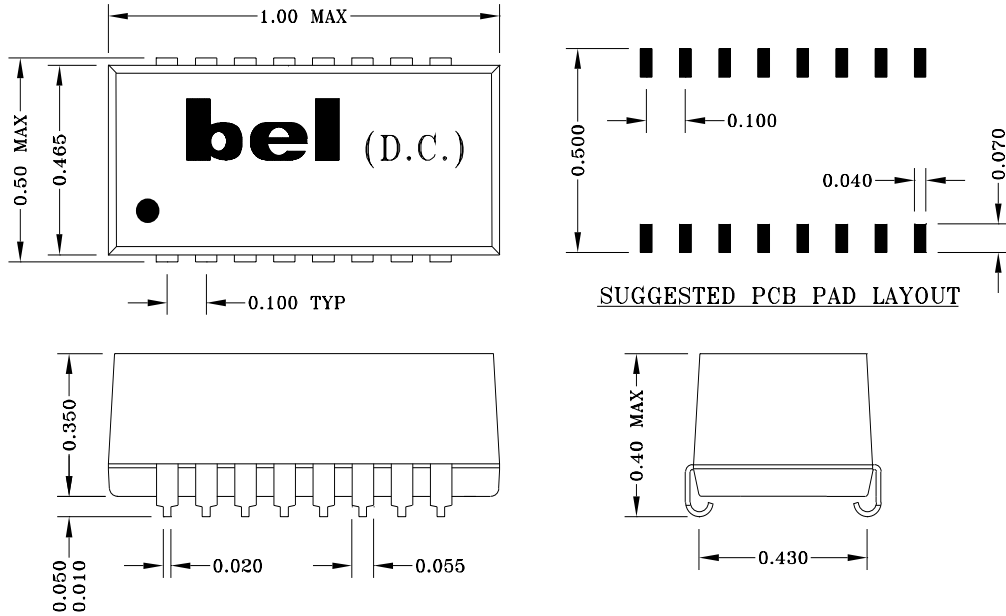 1.00 MAX
0.50 MAX
0.465
bel (D.C.)
0.100 TYP
0.500
0.100
0.040
0.070
SUGGESTED PCB PAD LAYOUT
0.350
0.050
0.010
0.020
0.055
0.40 MAX
0.430